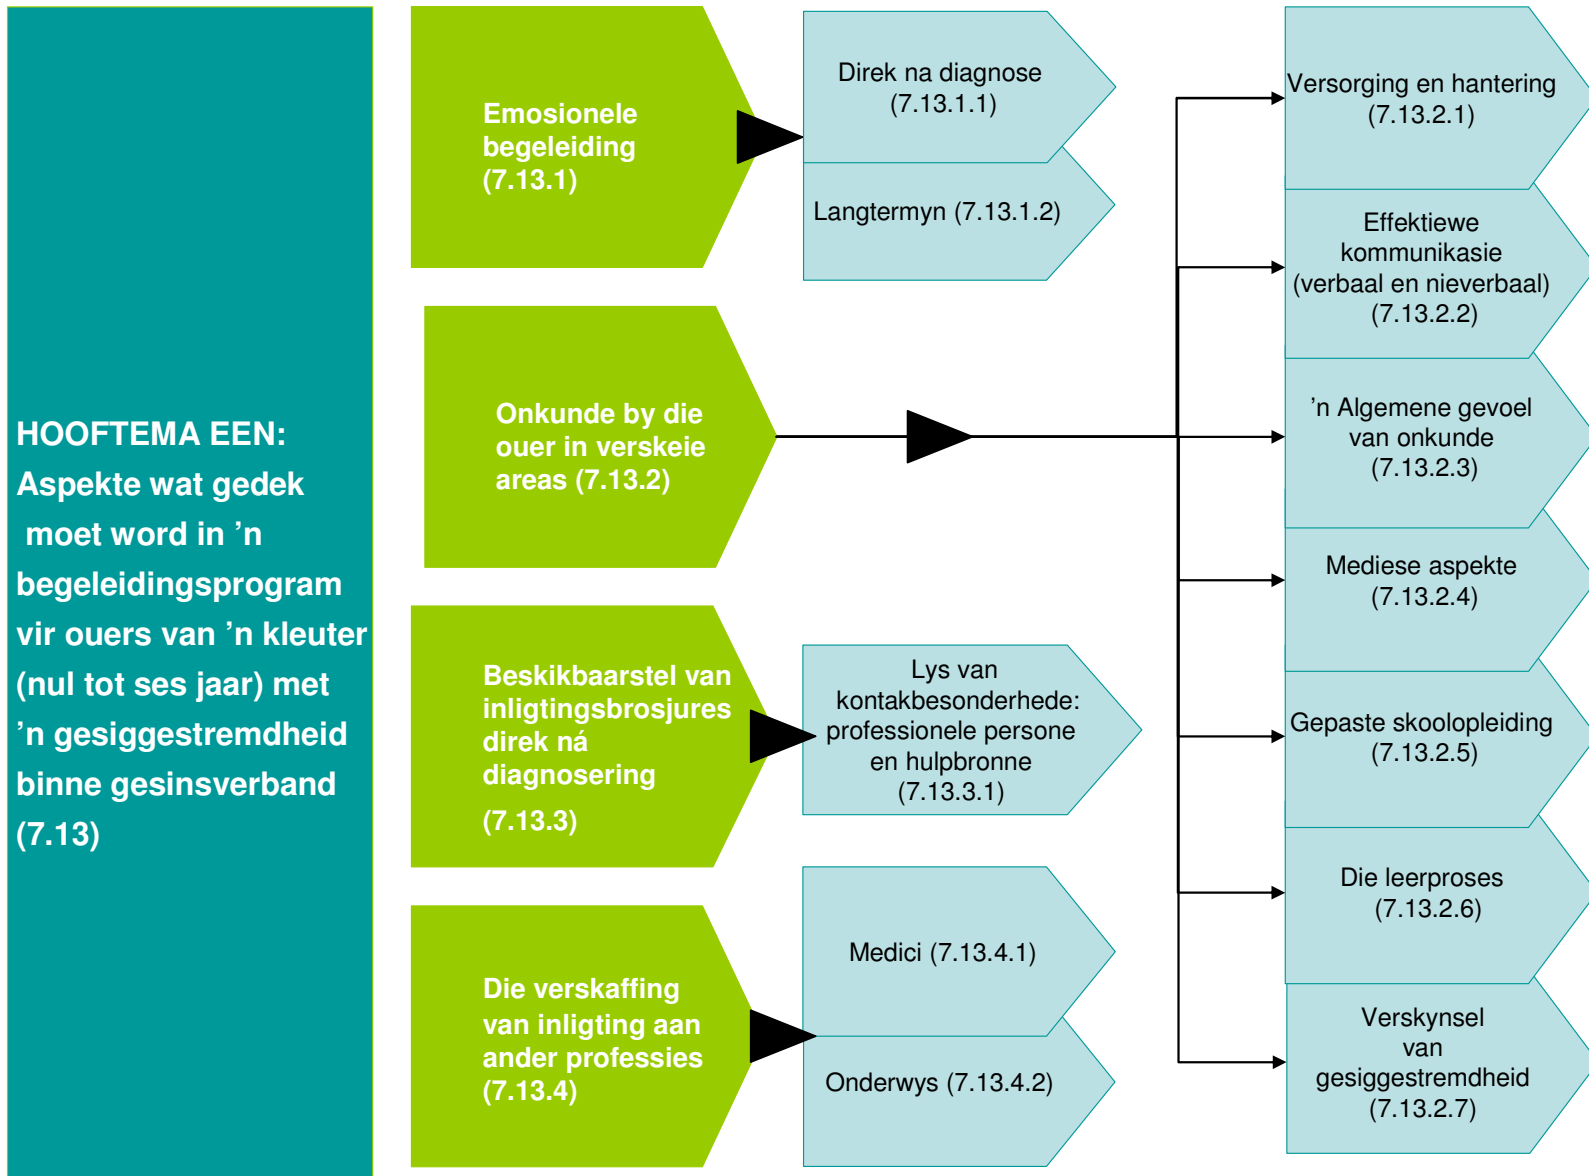 HOOFTEMA EEN:
Aspekte wat gedek
moet word in ’n
begeleidingsprogram
vir ouers van ’n kleuter
(nul tot ses jaar) met
’n gesiggestremdheid
binne gesinsverband
(7.13)
Emosionele
begeleiding
(7.13.1)
Direk na diagnose
(7.13.1.1)
Langtermyn (7.13.1.2)
Onkunde by die
ouer in verskeie
areas (7.13.2)
Versorging en hantering
(7.13.2.1)
Effektiewe
kommunikasie
(verbaal en nieverbaal)
(7.13.2.2)
’n Algemene gevoel
van onkunde
(7.13.2.3)
Mediese aspekte
(7.13.2.4)
Gepaste skoolopleiding
(7.13.2.5)
Die leerproses
(7.13.2.6)
Verskynsel
van
gesiggestremdheid
(7.13.2.7)
Beskikbaarstel van
inligtingsbrosjures
direk ná
diagnosering
(7.13.3)
Lys van
kontakbesonderhede:
professionele persone
en hulpbronne
(7.13.3.1)
Die verskaffing
van inligting aan
ander professies
(7.13.4)
Medici (7.13.4.1)
Onderwys (7.13.4.2)